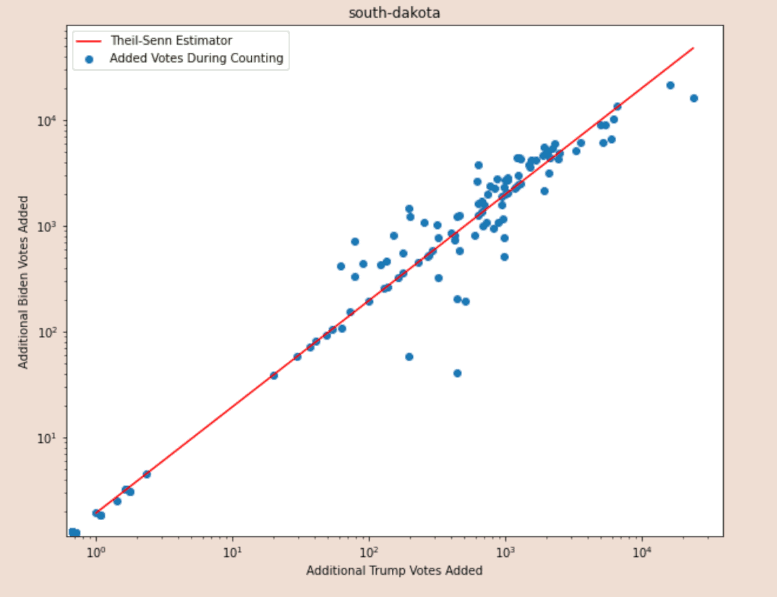 south-dakota
Theil-Senn Estimator
Added Votes During Counting
Additional Biden Votes Added
10⁴
10³
10²
10¹
10⁰ 10¹ 10² 10³ 10⁴
Additional Trump Votes Added